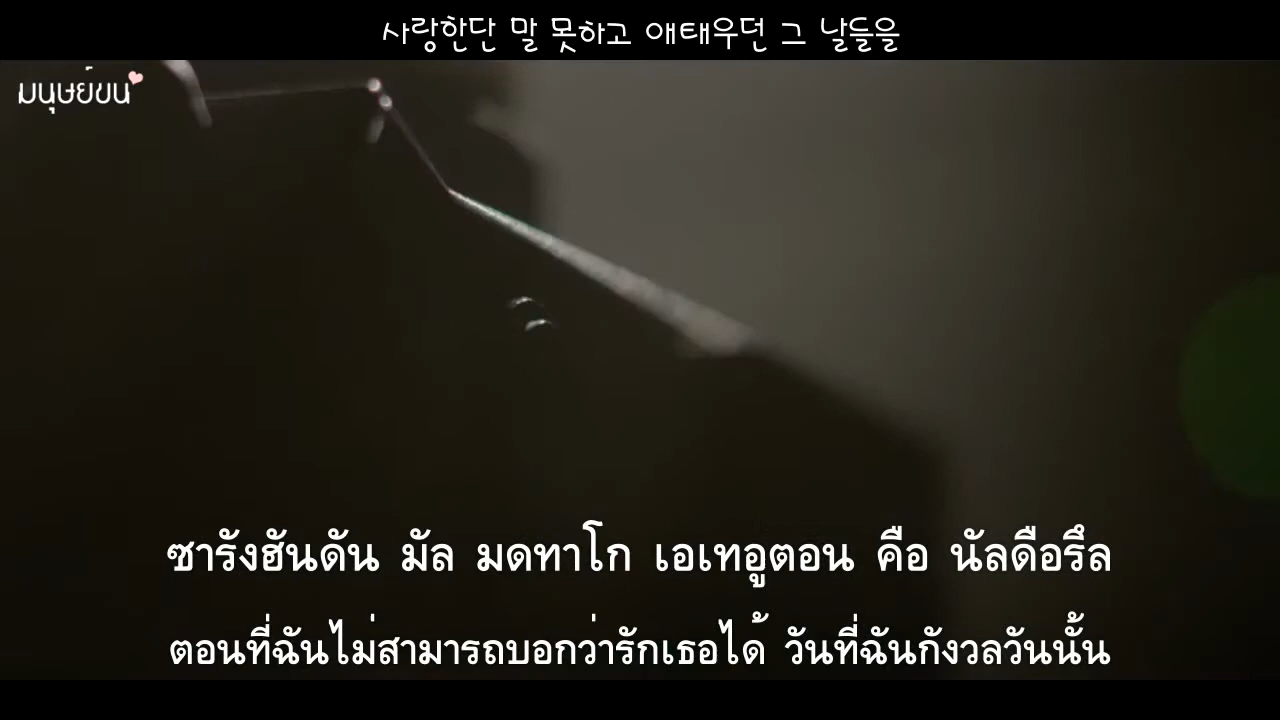 사랑한단 말 못하고 애태우던 그 날들을
มนุษย์ขน
ซารังฮันดัน มัล มดทาโก เอเทอูตอน คือ นัลดือรึล
ตอนที่ฉันไม่สามารถบอกว่ารักเธอได้ วันที่ฉันกังวลวันนั้น